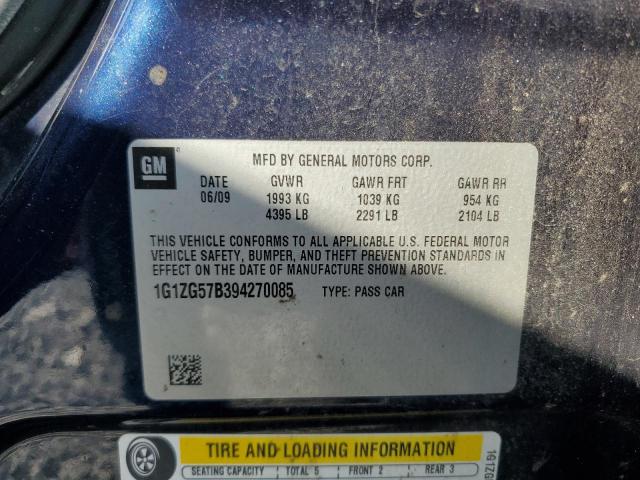 GM
MFD BY GENERAL MOTORS CORP.
DATE GVWR GAWR FRT GAWR RR
06/09 1993 KG 1039 KG 954 KG
4395 LB 2291 LB 2104 LB
THIS VEHICLE CONFORMS TO ALL APPLICABLE U.S. FEDERAL MOTOR
VEHICLE SAFETY, BUMPER, AND THEFT PREVENTION STANDARDS
IN EFFECT ON THE DATE OF MANUFACTURE SHOWN ABOVE.
1G1ZG57B394270085 TYPE: PASS CAR
TIRE AND LOADING INFORMATION
SEATING CAPACITY TOTAL 5 FRONT 2 REAR 3
1G1ZG